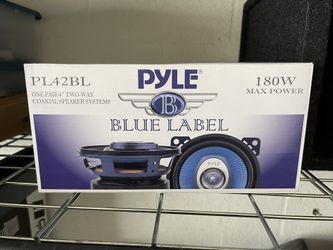 PL42BL
ONE PAIR 4" TWO-WAY
COAXIAL SPEAKER SYSTEMS
PYLE®
B
BLUE LABEL
180W
MAX POWER